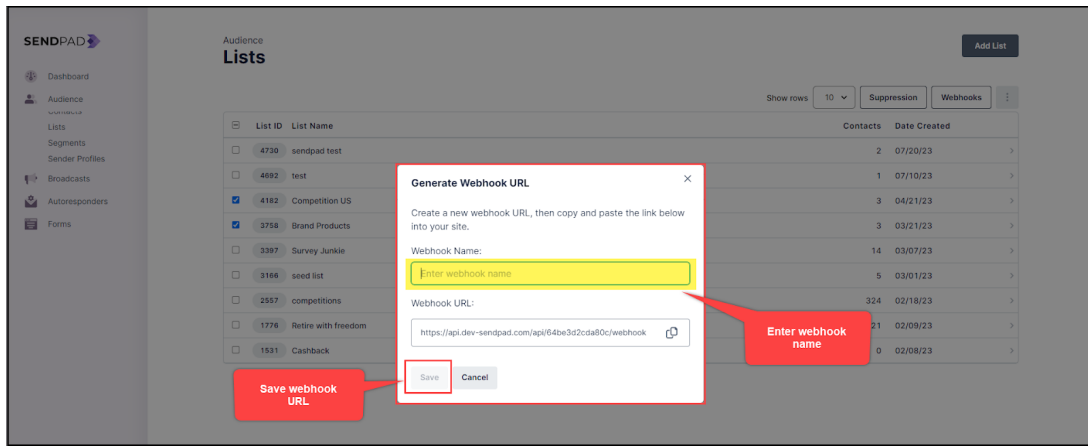 SENDPAD
Dashboard
Audience
Contacts
Lists
Segments
Sender Profiles
Broadcasts
Autoresponders
Forms
Audience
Lists
Add List
Show rows 10 Suppression Webhooks
List ID List Name Contacts Date Created
4730 sendpad test 2 07/20/23
4692 test 1 07/10/23
4182 Competition US 3 04/21/23
3758 Brand Products 3 03/21/23
3397 Survey Junkie 14 03/07/23
3166 seed list 5 03/01/23
2557 competitions 324 02/18/23
1776 Retire with freedom 21 02/09/23
1531 Cashback 0 02/08/23
Generate Webhook URL
Create a new webhook URL, then copy and paste the link below
into your site.
Webhook Name:
Enter webhook name
Webhook URL:
https://api.dev-sendpad.com/api/64be3d2cda80c/webhook
Save Cancel
Enter webhook
name
Save webhook
URL